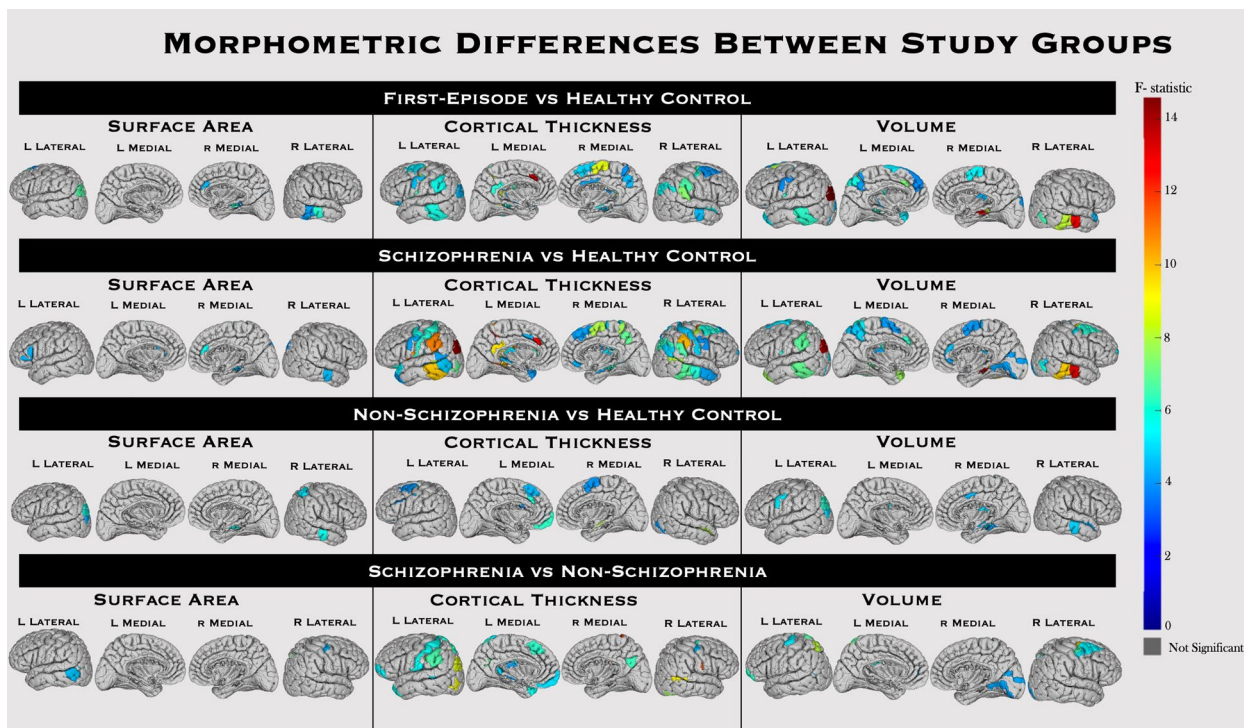 Morphometric Differences Between Study Groups
First-Episode vs Healthy Control
Surface Area
Cortical Thickness
Volume
L Lateral L Medial R Medial R Lateral
L Lateral L Medial R Medial R Lateral
L Lateral L Medial R Medial R Lateral
Schizophrenia vs Healthy Control
Surface Area
Cortical Thickness
Volume
L Lateral L Medial R Medial R Lateral
L Lateral L Medial R Medial R Lateral
L Lateral L Medial R Medial R Lateral
Non-Schizophrenia vs Healthy Control
Surface Area
Cortical Thickness
Volume
L Lateral L Medial R Medial R Lateral
L Lateral L Medial R Medial R Lateral
L Lateral L Medial R Medial R Lateral
Schizophrenia vs Non-Schizophrenia
Surface Area
Cortical Thickness
Volume
L Lateral L Medial R Medial R Lateral
L Lateral L Medial R Medial R Lateral
L Lateral L Medial R Medial R Lateral
F- statistic
14
12
10
8
6
4
2
0
Not Significant